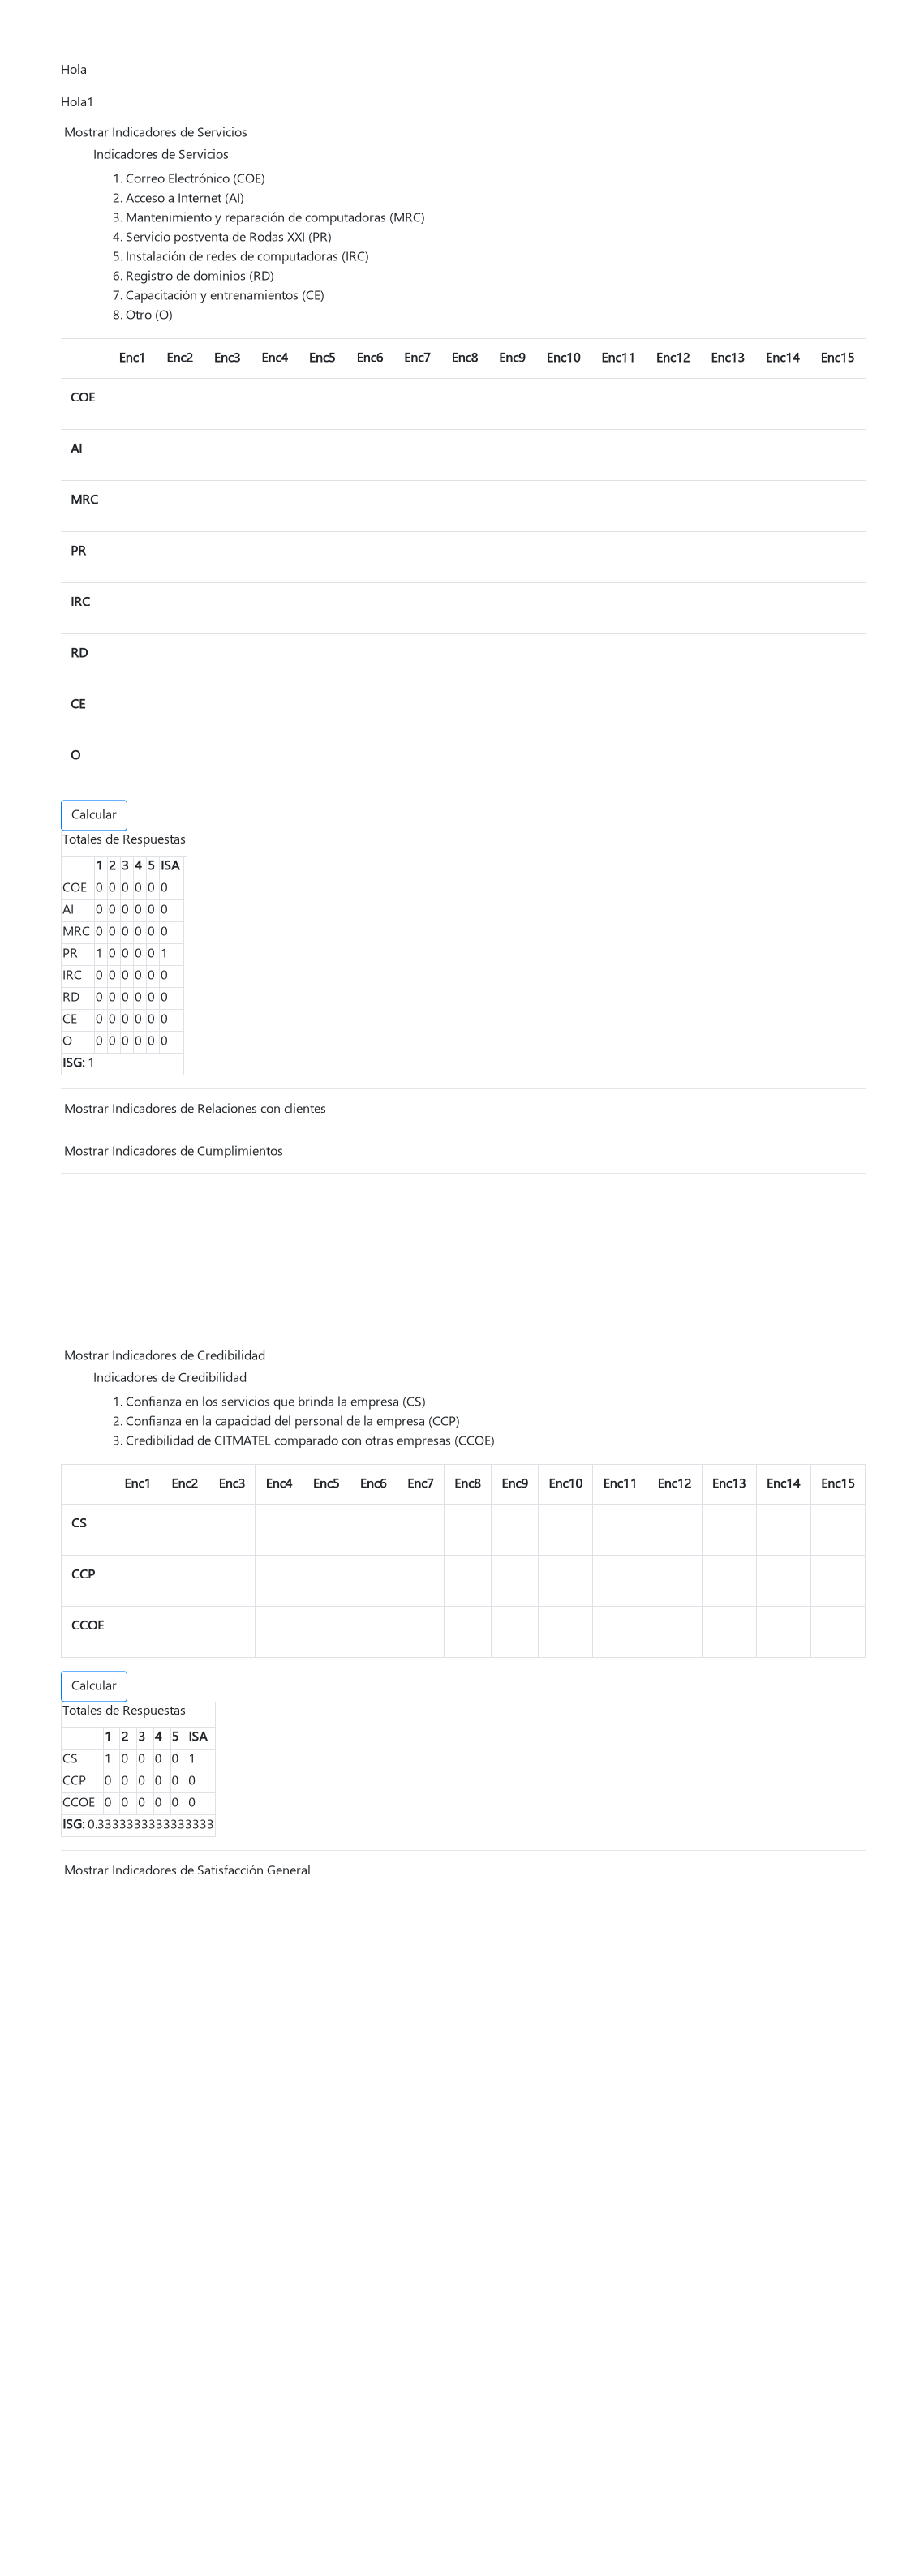 Hola
Hola1
Mostrar Indicadores de Servicios
Indicadores de Servicios
1. Correo Electrónico (COE)
2. Acceso a Internet (AI)
3. Mantenimiento y reparación de computadoras (MRC)
4. Servicio postventa de Rodas XXI (PR)
5. Instalación de redes de computadoras (IRC)
6. Registro de dominios (RD)
7. Capacitación y entrenamientos (CE)
8. Otro (O)
Enc1 Enc2 Enc3 Enc4 Enc5 Enc6 Enc7 Enc8 Enc9 Enc10 Enc11 Enc12 Enc13 Enc14 Enc15
COE
AI
MRC
PR
IRC
RD
CE
O
Calcular
Totales de Respuestas
1 2 3 4 5 ISA
COE 0 0 0 0 0 0
AI 0 0 0 0 0 0
MRC 0 0 0 0 0 0
PR 1 0 0 0 0 1
IRC 0 0 0 0 0 0
RD 0 0 0 0 0 0
CE 0 0 0 0 0 0
O 0 0 0 0 0 0
ISG: 1
Mostrar Indicadores de Relaciones con clientes
Mostrar Indicadores de Cumplimientos
Mostrar Indicadores de Credibilidad
Indicadores de Credibilidad
1. Confianza en los servicios que brinda la empresa (CS)
2. Confianza en la capacidad del personal de la empresa (CCP)
3. Credibilidad de CITMATEL comparado con otras empresas (CCOE)
Enc1 Enc2 Enc3 Enc4 Enc5 Enc6 Enc7 Enc8 Enc9 Enc10 Enc11 Enc12 Enc13 Enc14 Enc15
CS
CCP
CCOE
Calcular
Totales de Respuestas
1 2 3 4 5 ISA
CS 1 0 0 0 0 1
CCP 0 0 0 0 0 0
CCOE 0 0 0 0 0 0
ISG: 0.3333333333333333
Mostrar Indicadores de Satisfacción General